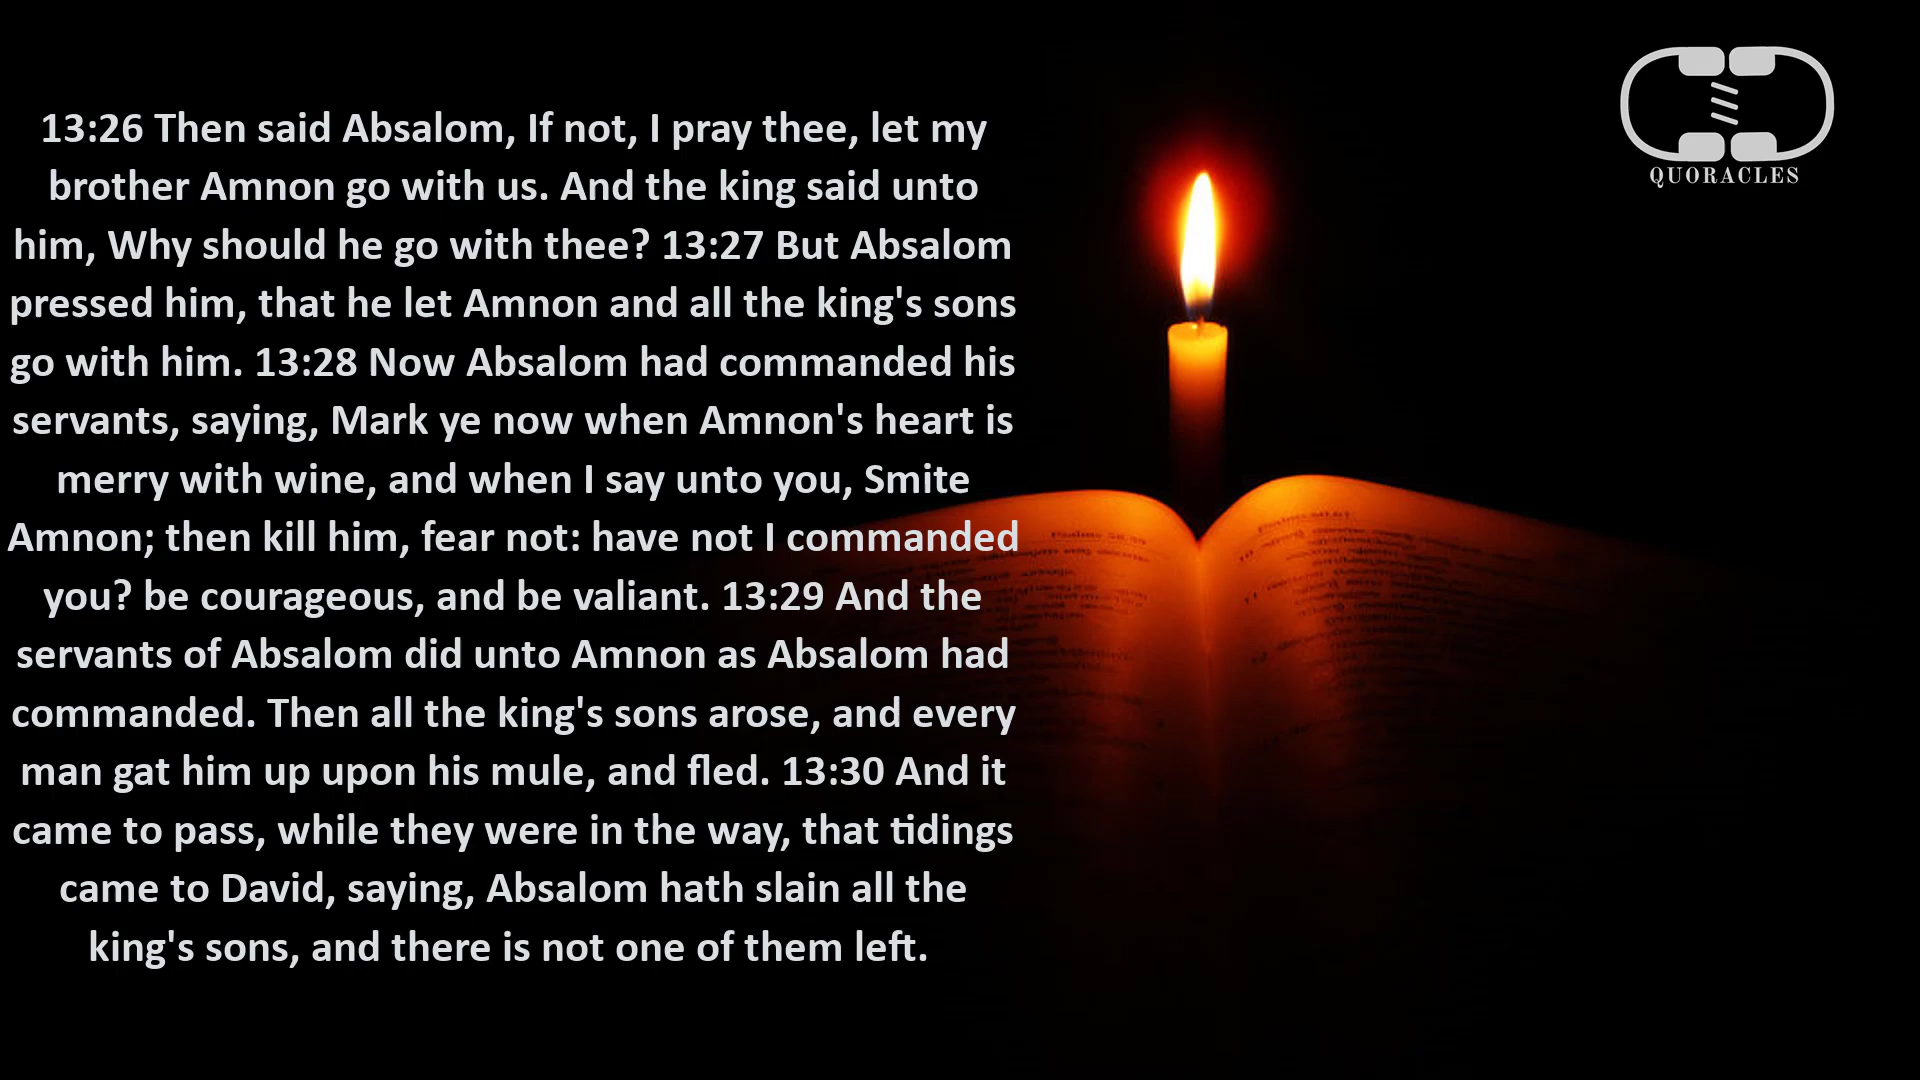 13:26 Then said Absalom, If not, I pray thee, let my
brother Amnon go with us. And the king said unto
him, Why should he go with thee? 13:27 But Absalom
pressed him, that he let Amnon and all the king's sons
go with him. 13:28 Now Absalom had commanded his
servants, saying, Mark ye now when Amnon's heart is
merry with wine, and when I say unto you, Smite
Amnon; then kill him, fear not: have not I commanded
you? be courageous, and be valiant. 13:29 And the
servants of Absalom did unto Amnon as Absalom had
commanded. Then all the king's sons arose, and every
man gat him up upon his mule, and fled. 13:30 And it
came to pass, while they were in the way, that tidings
came to David, saying, Absalom hath slain all the
king's sons, and there is not one of them left.
QUORACLES